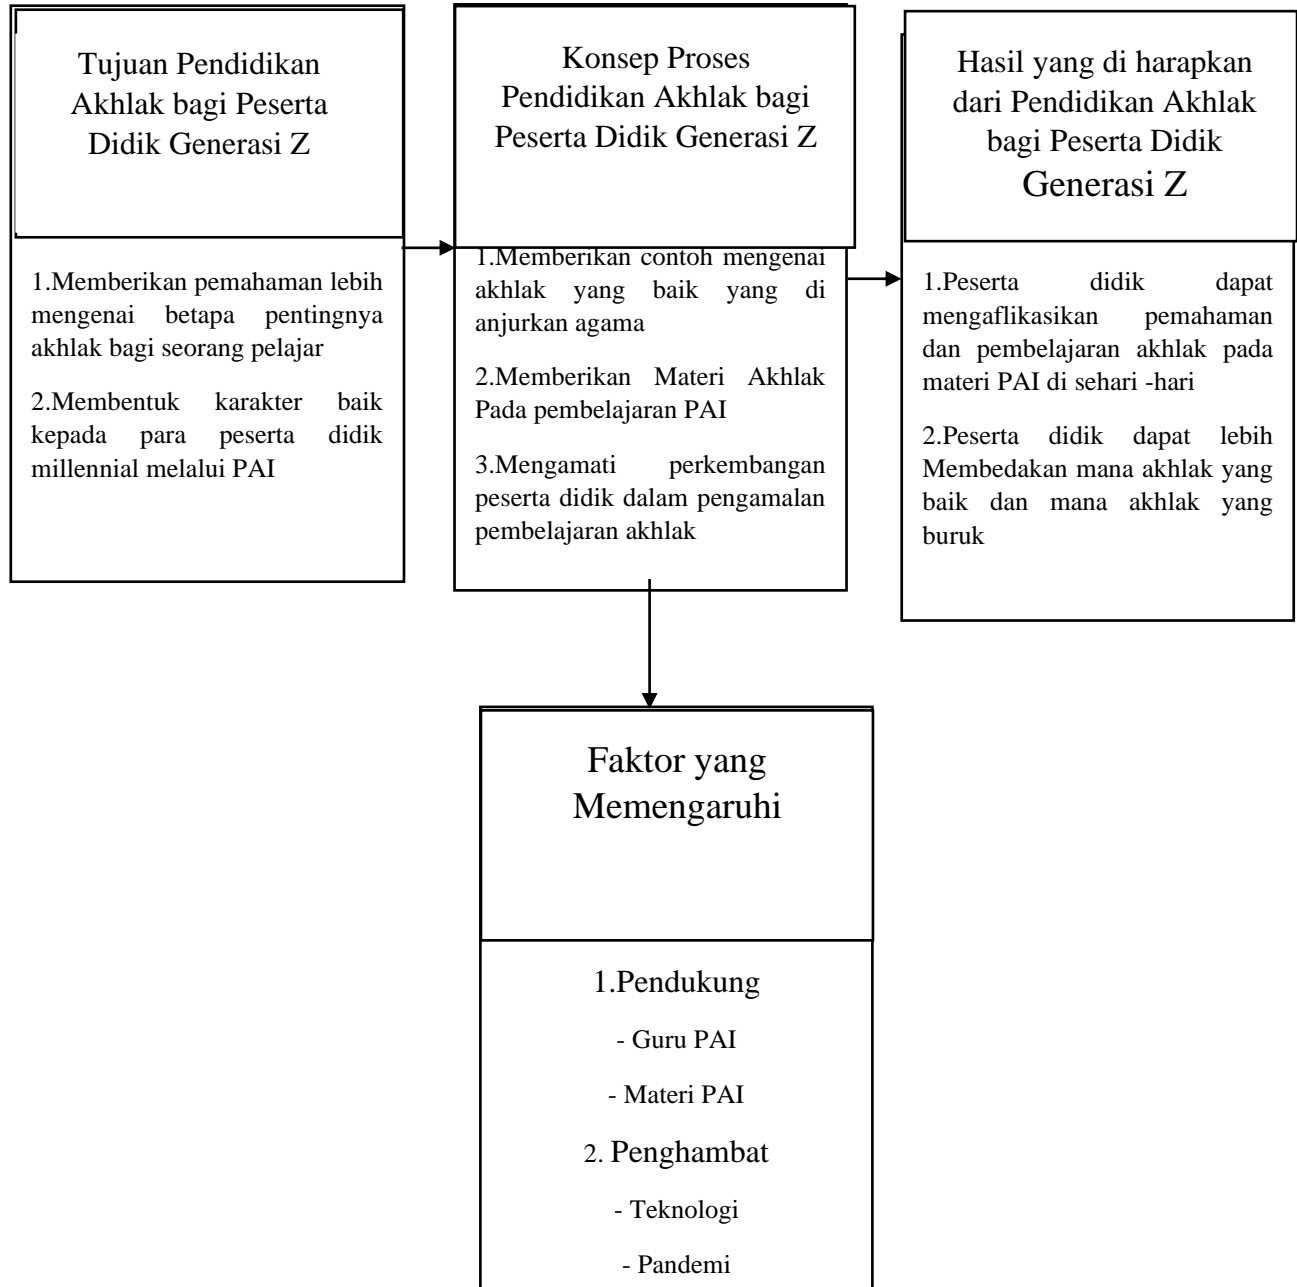 Tujuan Pendidikan
Akhlak bagi Peserta
Didik Generasi Z
1.Memberikan pemahaman lebih
mengenai betapa pentingnya
akhlak bagi seorang pelajar
2.Membentuk karakter baik
kepada para peserta didik
millennial melalui PAI
Konsep Proses
Pendidikan Akhlak bagi
Peserta Didik Generasi Z
1.Memberikan contoh mengenai
akhlak yang baik yang di
anjurkan agama
2.Memberikan Materi Akhlak
Pada pembelajaran PAI
3.Mengamati perkembangan
peserta didik dalam pengamalan
pembelajaran akhlak
Hasil yang di harapkan
dari Pendidikan Akhlak
bagi Peserta Didik
Generasi Z
1.Peserta didik dapat
mengaflikasikan pemahaman
dan pembelajaran akhlak pada
materi PAI di sehari -hari
2.Peserta didik dapat lebih
Membedakan mana akhlak yang
baik dan mana akhlak yang
buruk
Faktor yang
Memengaruhi
1.Pendukung
- Guru PAI
- Materi PAI
2. Penghambat
- Teknologi
- Pandemi